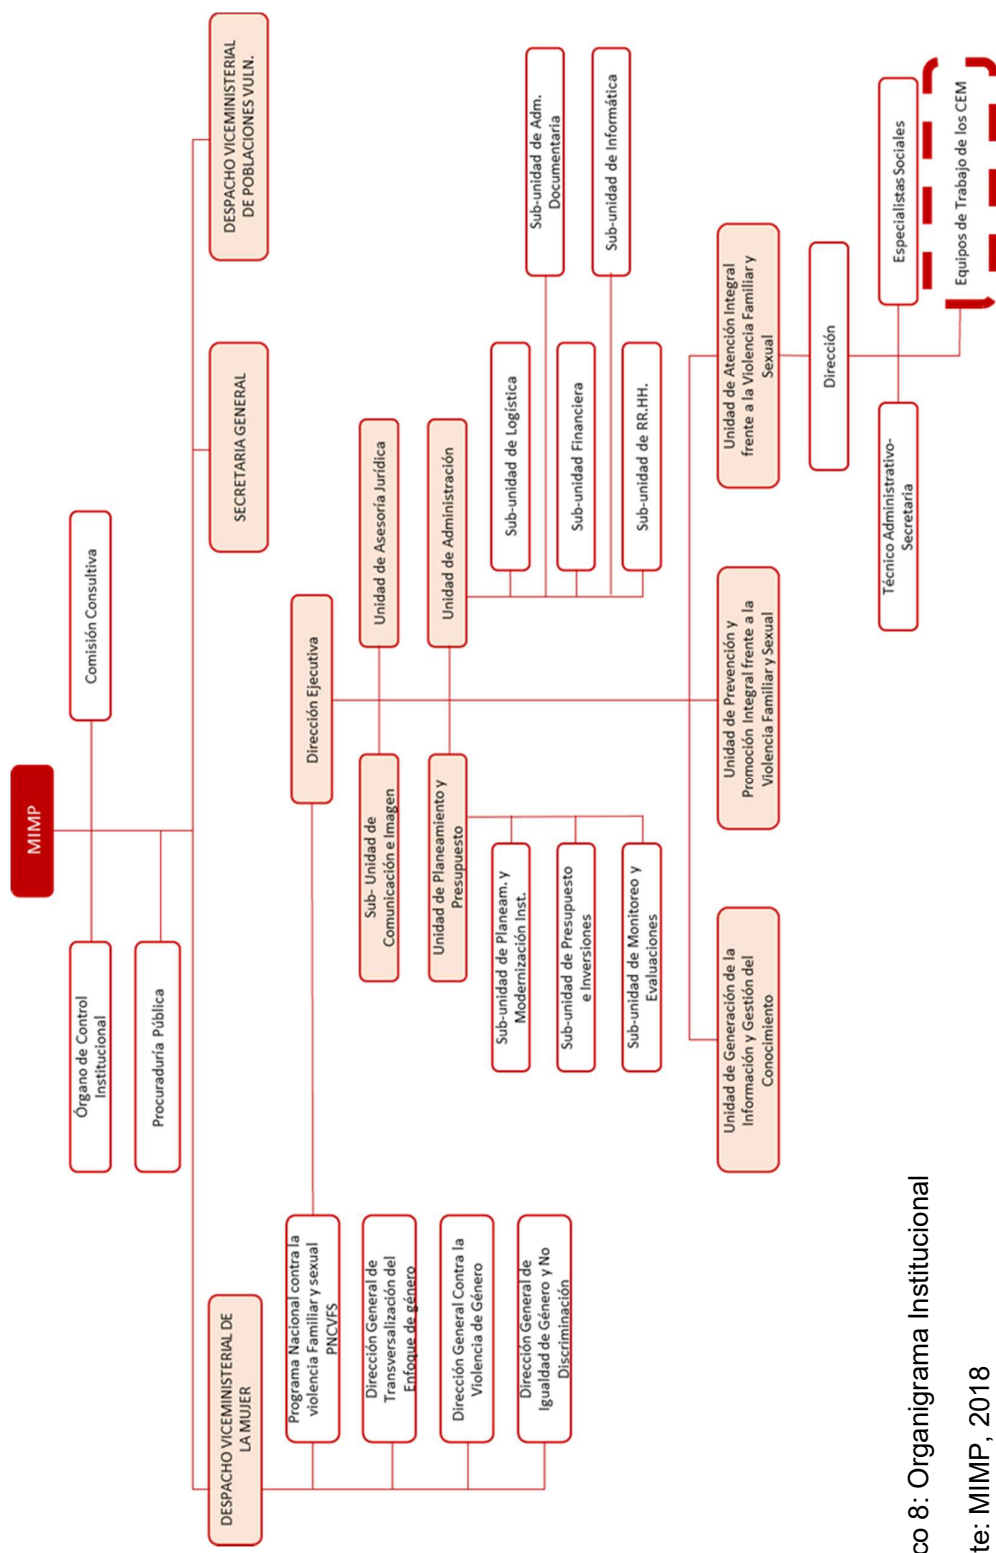 MIMP
Órgano de Control
Institucional
Comisión Consultiva
Procuraduría Pública
DESPACHO VICEMINISTERIAL DE
LA MUJER
SECRETARIA GENERAL
DESPACHO VICEMINISTERIAL
DE POBLACIONES VULN.
Programa Nacional contra la
violencia Familiar y sexual
PNCVFS
Dirección General de
Transversalización del
Enfoque de género
Dirección General Contra la
Violencia de Género
Dirección General de
Igualdad de Género y No
Discriminación
Dirección Ejecutiva
Sub- Unidad de
Comunicación e Imagen
Unidad de Asesoría Jurídica
Unidad de Planeamiento y
Presupuesto
Unidad de Administración
Sub-unidad de Planeam. y
Modernización Inst.
Sub-unidad de Presupuesto
e Inversiones
Sub-unidad de Monitoreo y
Evaluaciones
Sub-unidad de Logística
Sub-unidad de Adm.
Documentaria
Sub-unidad Financiera
Sub-unidad de Informática
Sub-unidad de RR.HH.
Unidad de Generación de la
Información y Gestión del
Conocimiento
Unidad de Prevención y
Promoción Integral frente a la
Violencia Familiar y Sexual
Unidad de Atención Integral
frente a la Violencia Familiar y
Sexual
Dirección
Técnico Administrativo-
Secretaria
Especialistas Sociales
Equipos de Trabajo de los CEM
co 8: Organigrama Institucional
te: MIMP, 2018